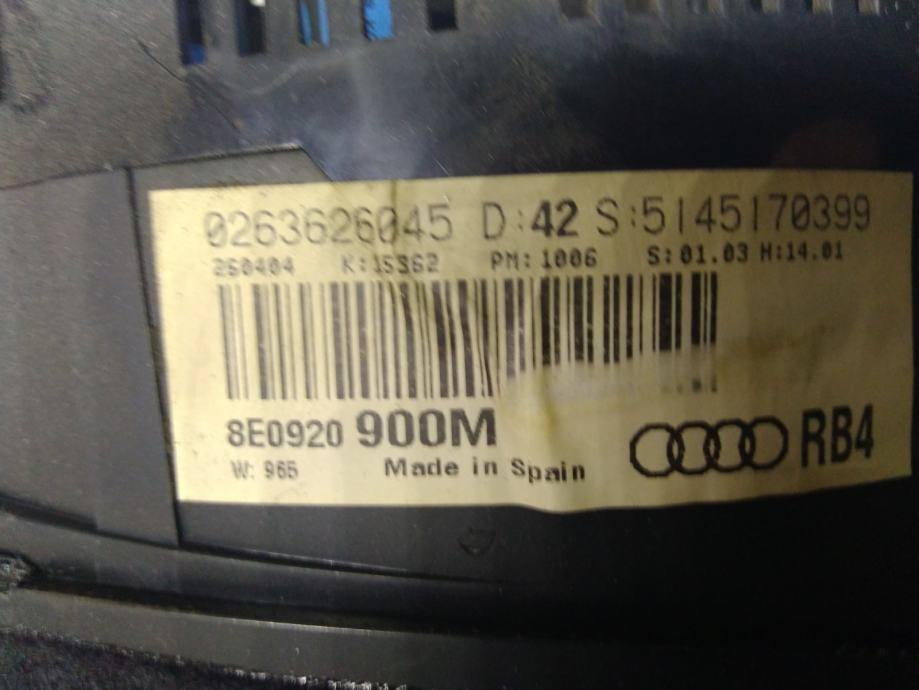 0263626045 D:42 S:5145170399
260404 K:15362 PM:1006 S:01.03 H:14.01
8E0920 900M
RB4
W: 965 Made in Spain